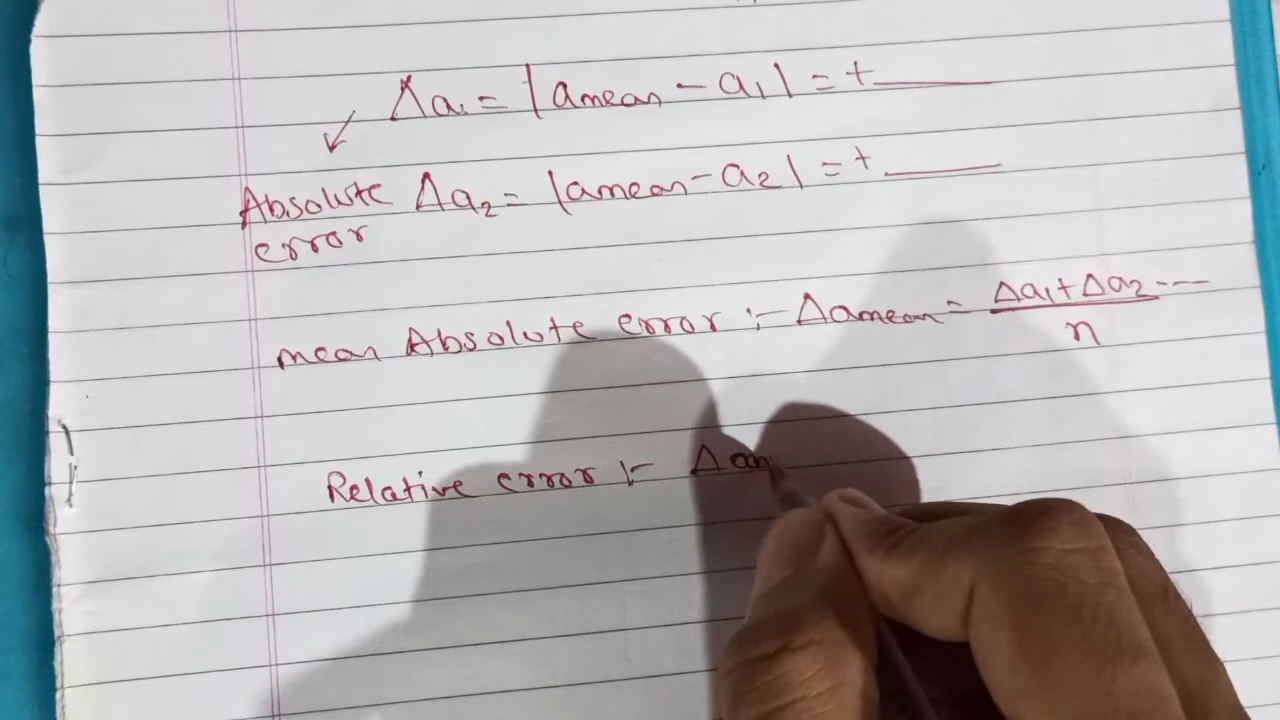 Δa₁ = |amean - a₁| = +____
Absolute Δa₂ = |amean - a₂| = +____
error
mean Absolute error :- Δamean = Δa₁ + Δa₂ ---
n
Relative error :- Δam